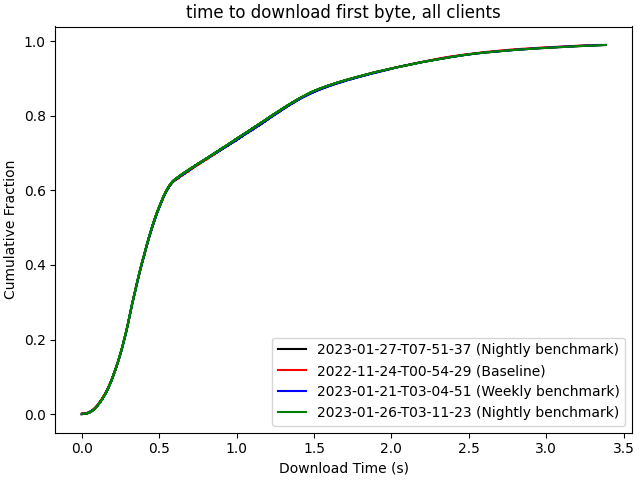 time to download first byte, all clients
1.0
0.8
0.6
0.4
0.2
0.0
Cumulative Fraction
2023-01-27-T07-51-37 (Nightly benchmark)
2022-11-24-T00-54-29 (Baseline)
2023-01-21-T03-04-51 (Weekly benchmark)
2023-01-26-T03-11-23 (Nightly benchmark)
0.0 0.5 1.0 1.5 2.0 2.5 3.0 3.5
Download Time (s)